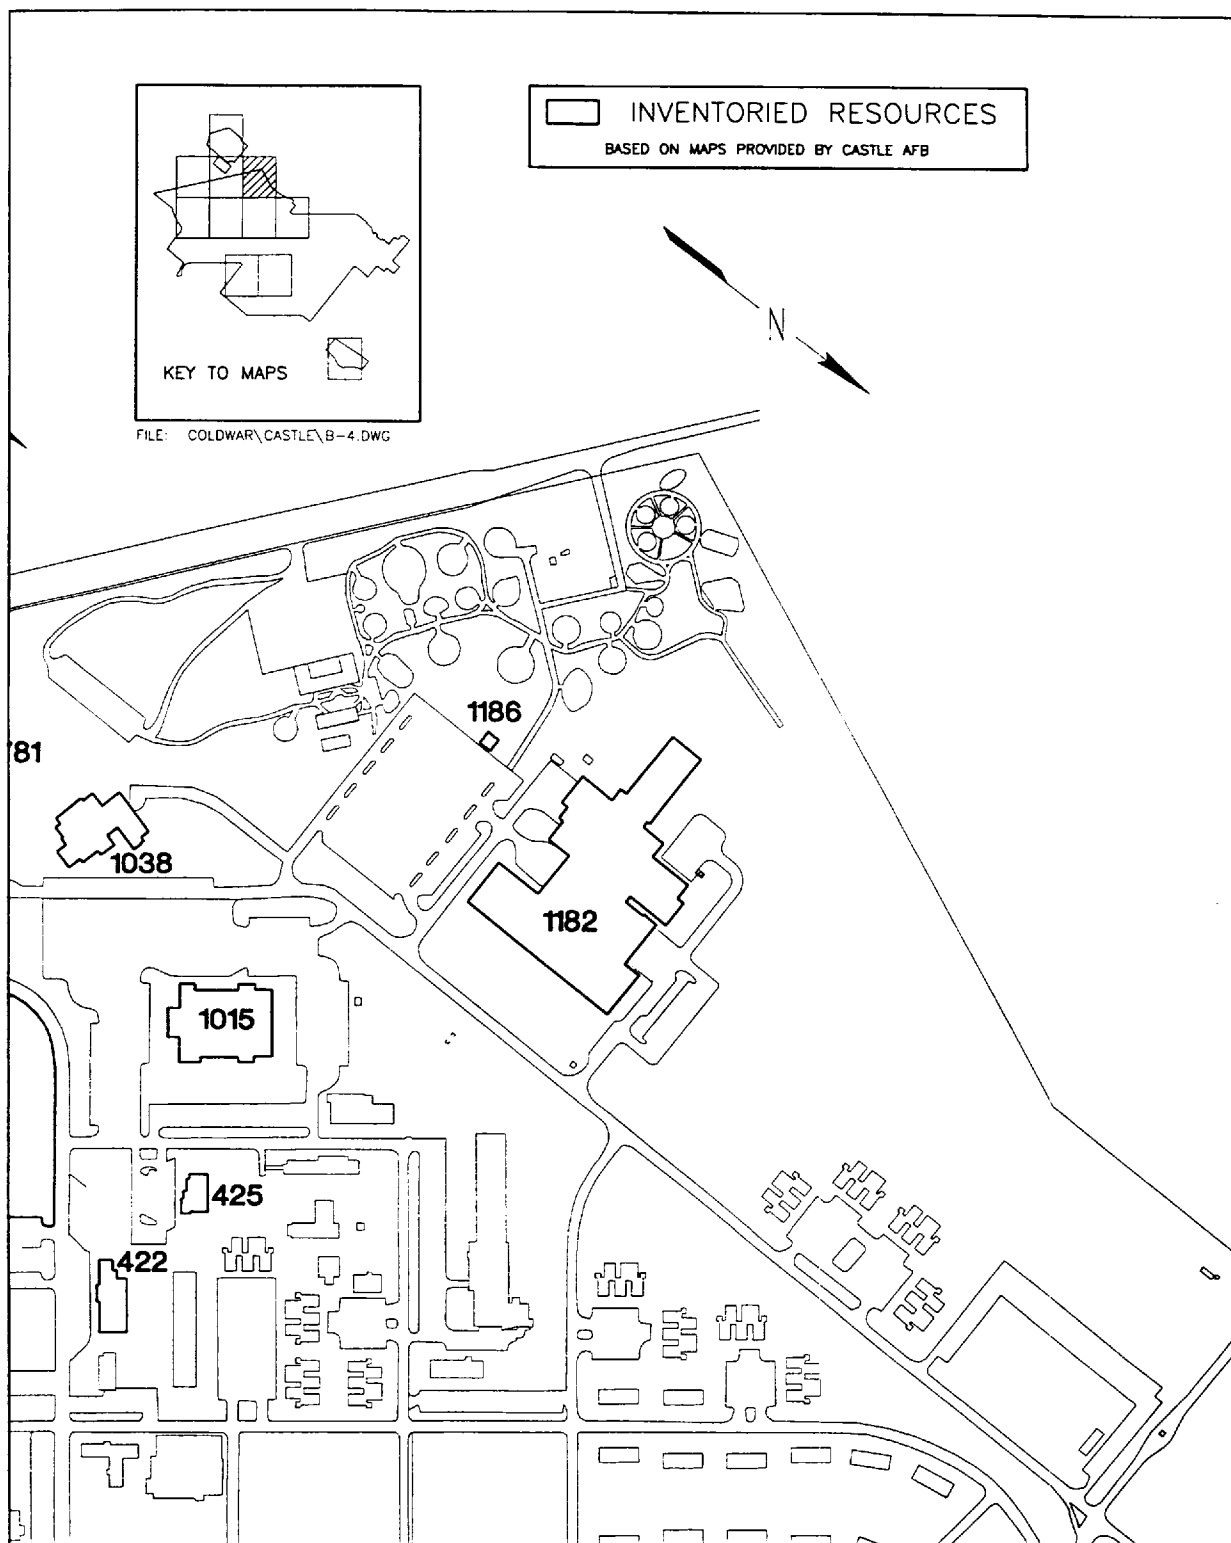 INVENTORIED RESOURCES
BASED ON MAPS PROVIDED BY CASTLE AFB
N
KEY TO MAPS
FILE: COLDWAR\CASTLE\B-4.DWG
1186
781
1038
1182
1015
425
422